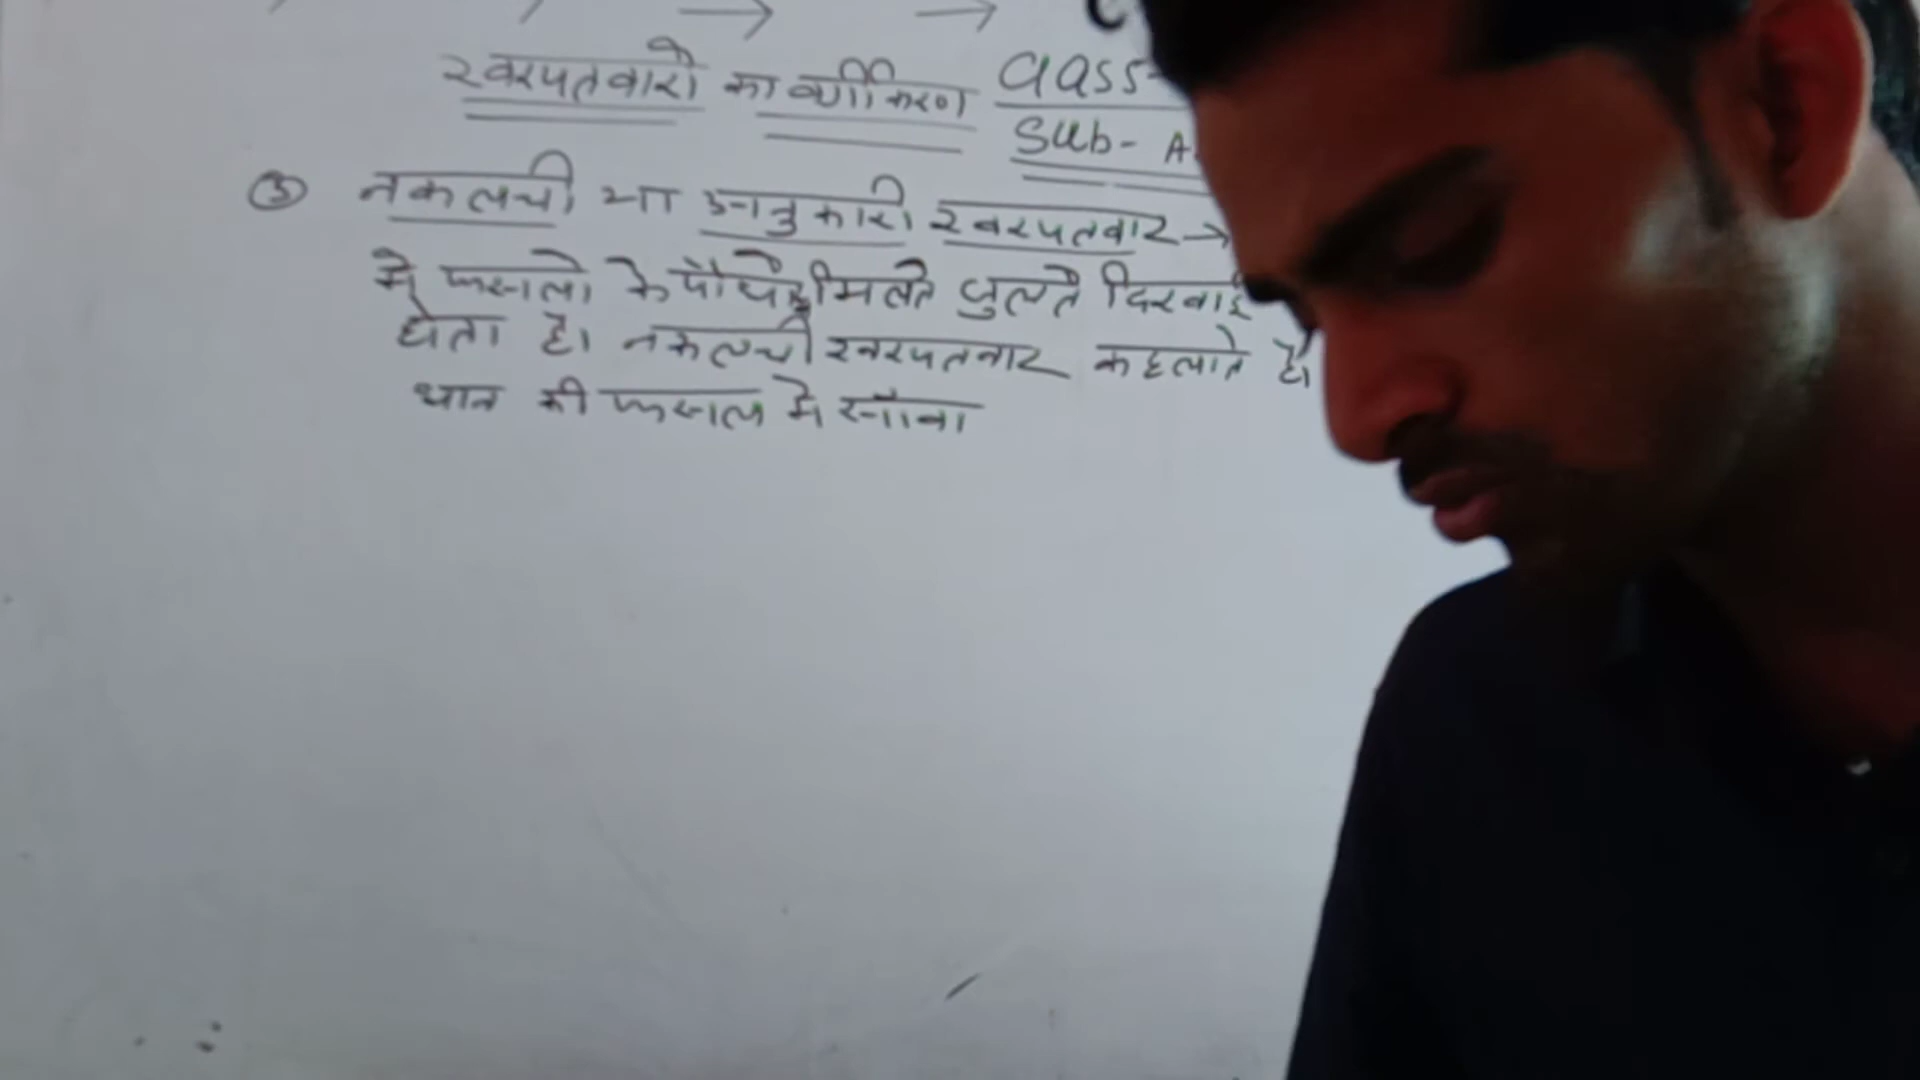 खरपतवारो का वर्गीकरण class-
Sub- A
③ नकलची या अनुकारी खरपतवार →
मे फसलो के पौधे मिलते जुलते दिखाई
होता है। नकलची खरपतवार कहलाते है।
धान की फसल मे साँवा